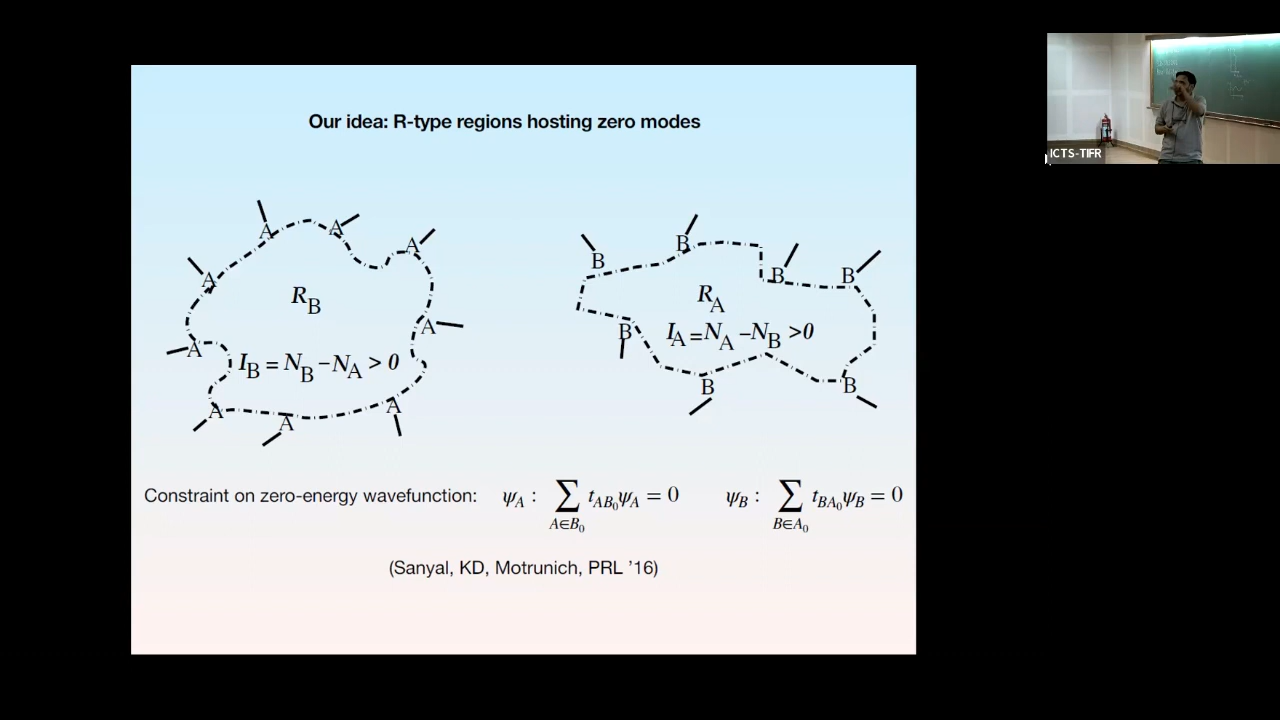 Our idea: R-type regions hosting zero modes
A A A A A A A A A A
R_B
I_B = N_B – N_A > 0
B B B B B B B
R_A
I_A = N_A – N_B > 0
Constraint on zero-energy wavefunction: ψ_A : ∑_{A∈B_0} t_{AB_0} ψ_A = 0 ψ_B : ∑_{B∈A_0} t_{BA_0} ψ_B = 0
(Sanyal, KD, Motrunich, PRL ’16)
ICTS-TIFR